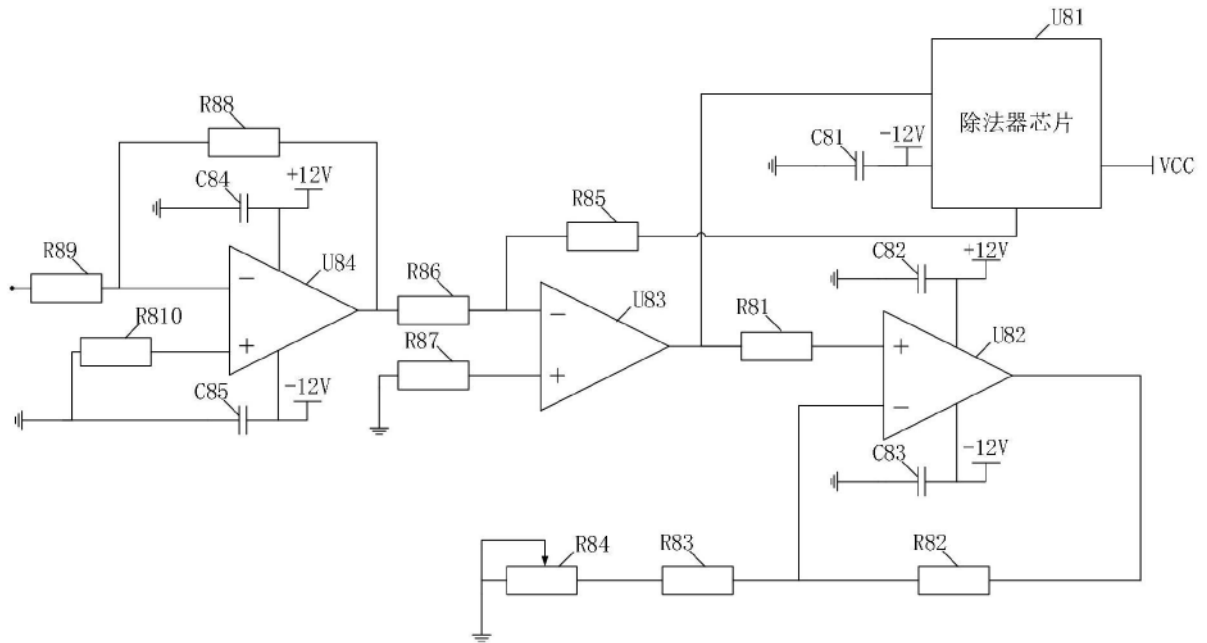 U81
R88
除法器芯片
C81
-12V
VCC
C84
+12V
R85
R89
U84
R86
U83
C82
+12V
R810
R87
R81
U82
C85
-12V
C83
-12V
R84
R83
R82